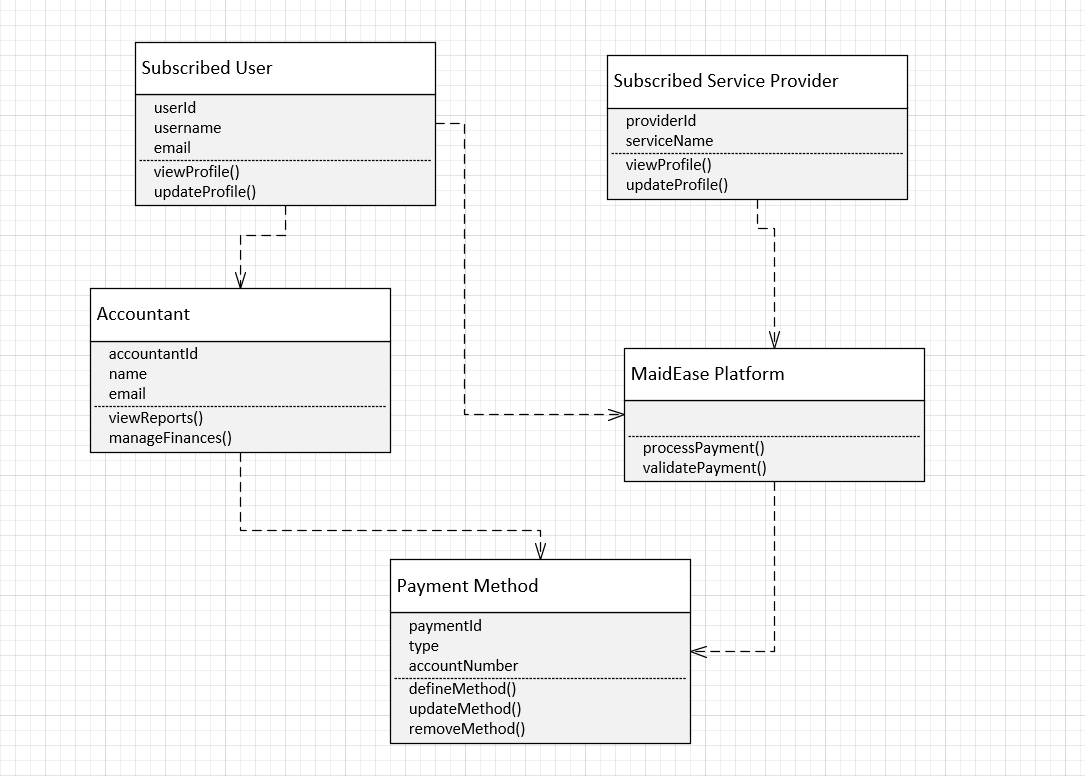 Subscribed User
userId
username
email
viewProfile()
updateProfile()
Subscribed Service Provider
providerId
serviceName
viewProfile()
updateProfile()
Accountant
accountantId
name
email
viewReports()
manageFinances()
MaidEase Platform
processPayment()
validatePayment()
Payment Method
paymentId
type
accountNumber
defineMethod()
updateMethod()
removeMethod()